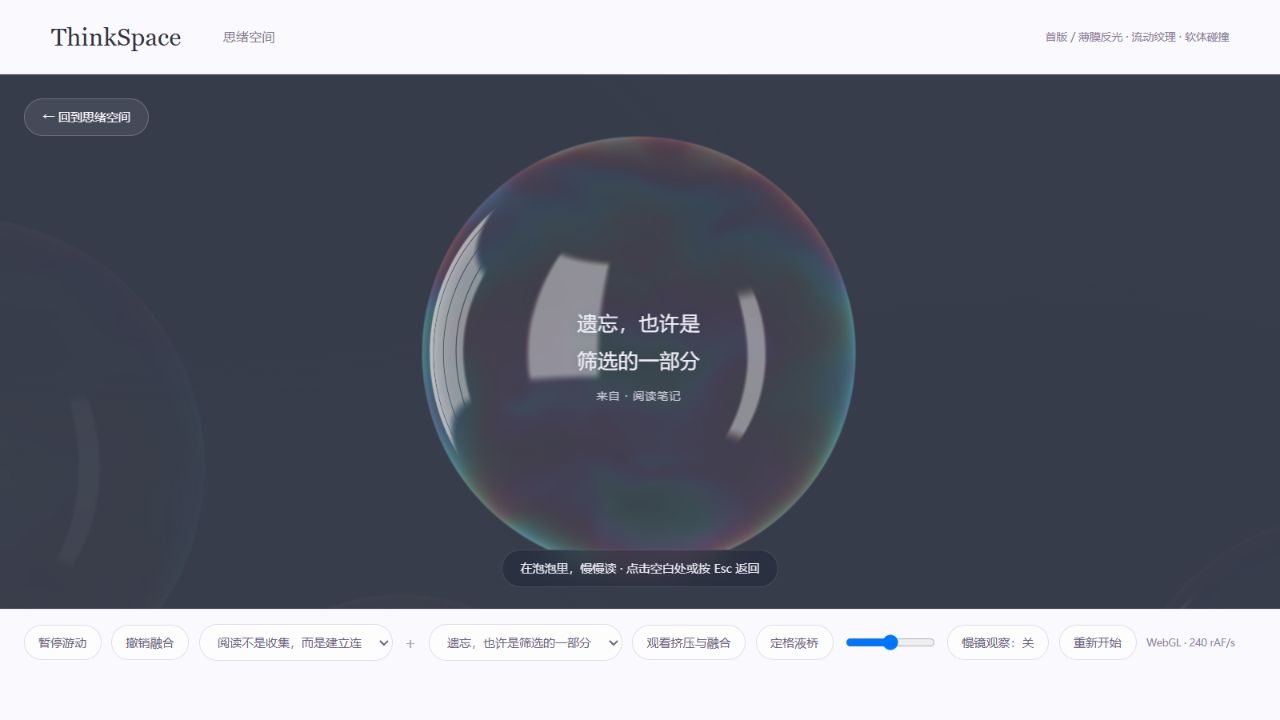 ThinkSpace
思绪空间
首版 / 薄膜反光 · 流动纹理 · 软体碰撞
← 回到思绪空间
遗忘，也许是
筛选的一部分
来自 · 阅读笔记
在泡泡里，慢慢读 · 点击空白处或按 Esc 返回
暂停游动
撤销融合
阅读不是收集，而是建立连
+
遗忘，也许是筛选的一部分
观看挤压与融合
定格液桥
慢镜观察：关
重新开始
WebGL · 240 rAF/s